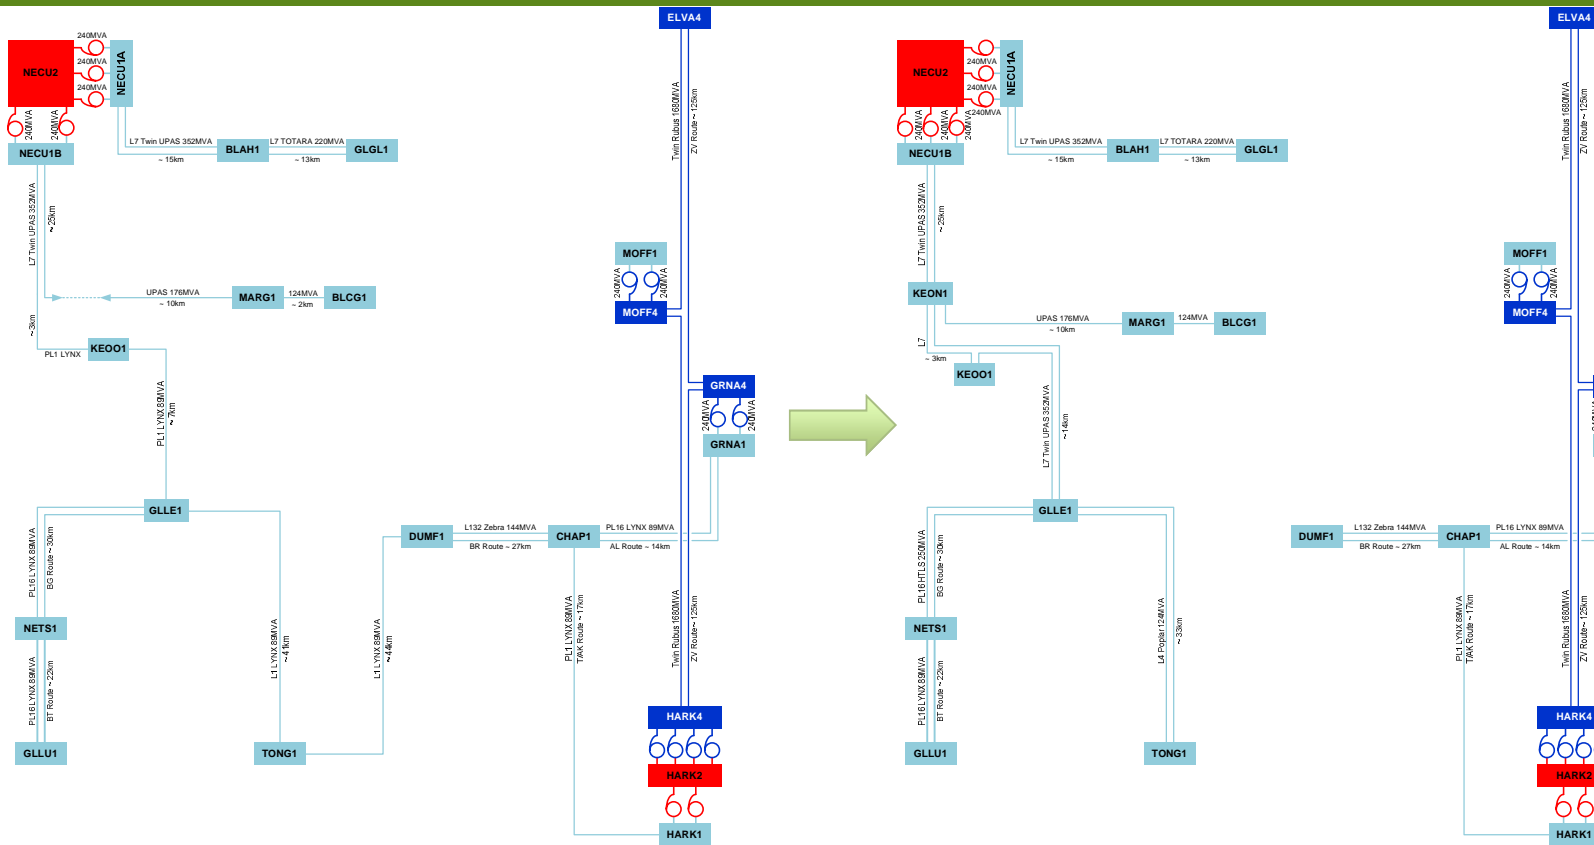 ELVA4
240MVA
NECU2
240MVA
240MVA
NECU1A
240MVA
240MVA
NECU1B
L7 Twin UPAS 352MVA
~ 15km
BLAH1
L7 TOTARA 220MVA
~ 13km
GLGL1
Twin Rubus 1680MVA
ZV Route ~ 125km
L7 Twin UPAS 352MVA
~ 25km
MOFF1
240MVA
240MVA
MOFF4
UPAS 176MVA
~ 10km
MARG1
124MVA
~ 2km
BLCG1
~3km
PL1 LYNX
KEOO1
PL1 LYNX 89MVA
~ 7km
GRNA4
240MVA
240MVA
GRNA1
GLLE1
PL16 LYNX 89MVA
BG Route ~ 30km
DUMF1
L132 Zebra 144MVA
BR Route ~ 27km
CHAP1
PL16 LYNX 89MVA
AL Route ~ 14km
NETS1
PL16 LYNX 89MVA
BT Route ~ 22km
L1 LYNX 89MVA
~ 41km
L1 LYNX 89MVA
~ 44km
PL1 LYNX 89MVA
T/AK Route ~ 17km
Twin Rubus 1680MVA
ZV Route ~ 125km
GLLU1
TONG1
HARK4
HARK2
HARK1
ELVA4
NECU2
240MVA
240MVA
240MVA
NECU1A
240MVA
240MVA
240MVA
NECU1B
L7 Twin UPAS 352MVA
~ 15km
BLAH1
L7 TOTARA 220MVA
~ 13km
GLGL1
Twin Rubus 1680MVA
ZV Route ~ 125km
L7 Twin UPAS 352MVA
~ 25km
MOFF1
240MVA
240MVA
MOFF4
KEON1
UPAS 176MVA
~ 10km
MARG1
124MVA
BLCG1
L7
~ 3km
KEOO1
L7 Twin UPAS 352MVA
~ 14km
GLLE1
PL16 HTLS 250MVA
BG Route ~ 30km
DUMF1
L132 Zebra 144MVA
BR Route ~ 27km
CHAP1
PL16 LYNX 89MVA
AL Route ~ 14km
NETS1
PL16 LYNX 89MVA
BT Route ~ 22km
L4 Poplar 124MVA
~ 33km
PL1 LYNX 89MVA
T/AK Route ~ 17km
Twin Rubus 1680MVA
ZV Route ~ 125km
GLLU1
TONG1
HARK4
HARK2
HARK1